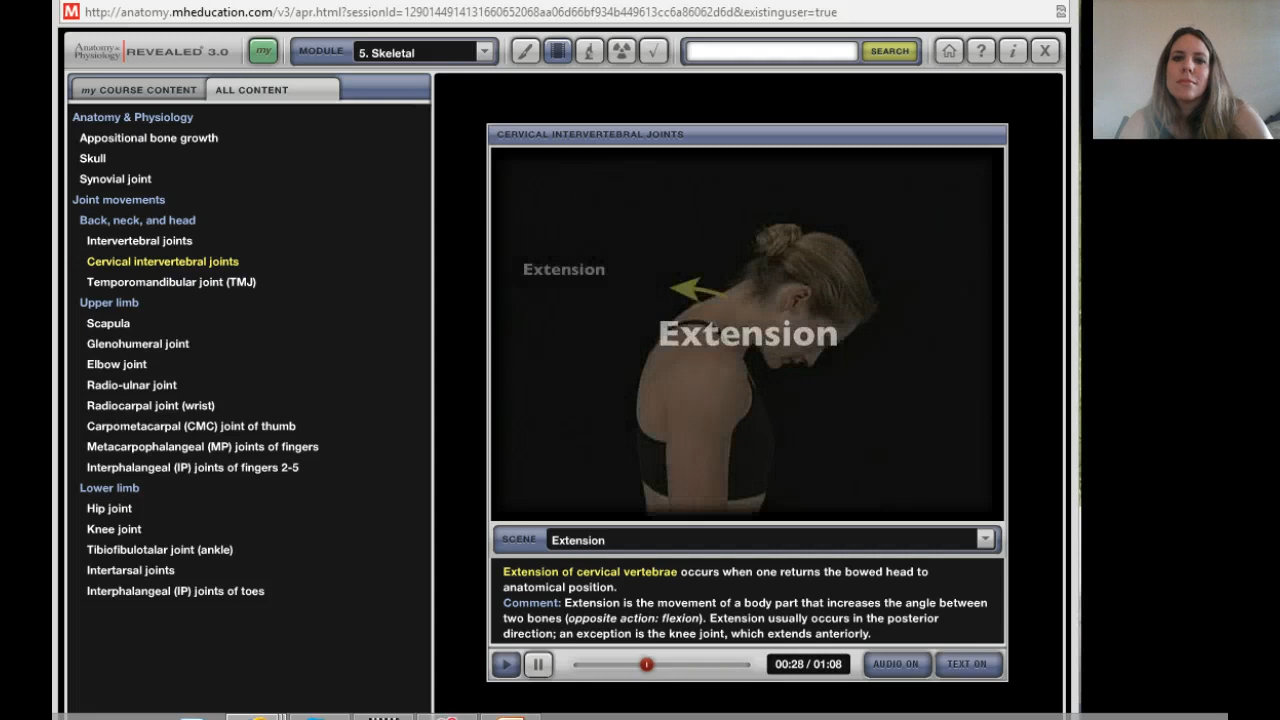 http://anatomy.mheducation.com/v3/apr.html?sessionId=1290144914131660652068aa06d66bf934b449613cc6a86062d6d&existinguser=true
Anatomy & Physiology REVEALED® 3.0
my
MODULE 5. Skeletal
SEARCH
? i X
my COURSE CONTENT
ALL CONTENT
Anatomy & Physiology
Appositional bone growth
Skull
Synovial joint
Joint movements
Back, neck, and head
Intervertebral joints
Cervical intervertebral joints
Temporomandibular joint (TMJ)
Upper limb
Scapula
Glenohumeral joint
Elbow joint
Radio-ulnar joint
Radiocarpal joint (wrist)
Carpometacarpal (CMC) joint of thumb
Metacarpophalangeal (MP) joints of fingers
Interphalangeal (IP) joints of fingers 2-5
Lower limb
Hip joint
Knee joint
Tibiofibulotalar joint (ankle)
Intertarsal joints
Interphalangeal (IP) joints of toes
CERVICAL INTERVERTEBRAL JOINTS
Extension
Extension
SCENE Extension
Extension of cervical vertebrae occurs when one returns the bowed head to
anatomical position.
Comment: Extension is the movement of a body part that increases the angle between
two bones (opposite action: flexion). Extension usually occurs in the posterior
direction; an exception is the knee joint, which extends anteriorly.
00:28 / 01:08
AUDIO ON
TEXT ON